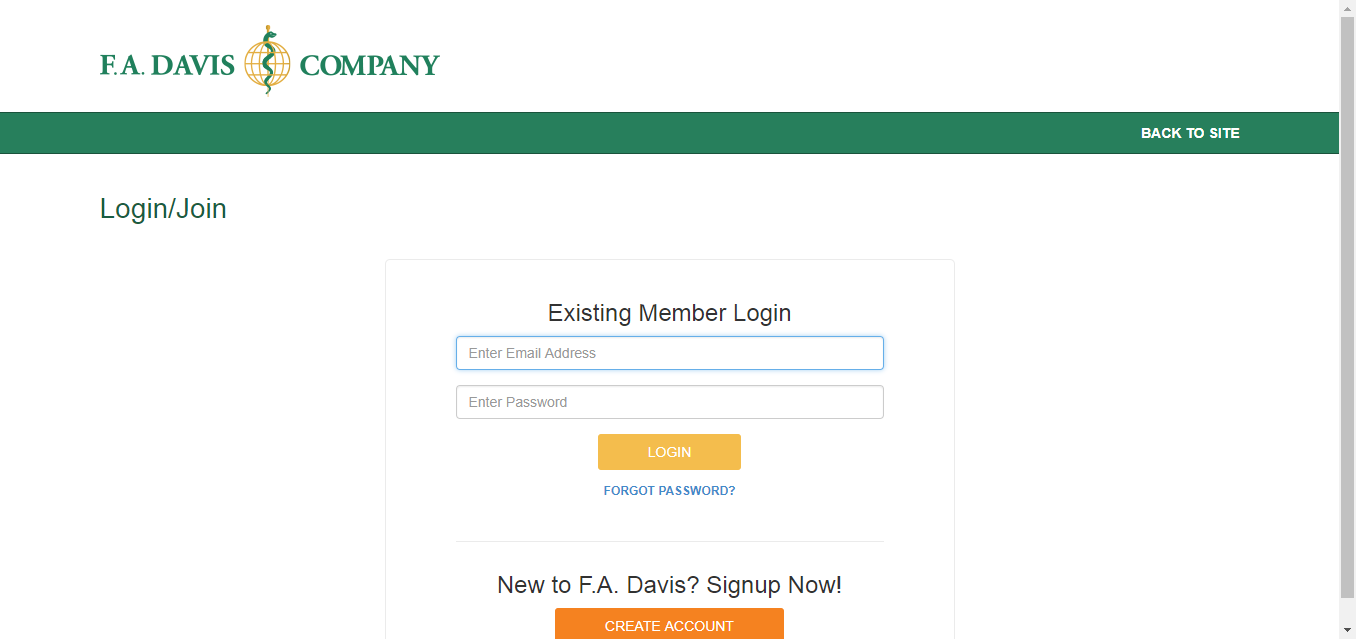 F.A. DAVIS COMPANY
BACK TO SITE
Login/Join
Existing Member Login
Enter Email Address
Enter Password
LOGIN
FORGOT PASSWORD?
New to F.A. Davis? Signup Now!
CREATE ACCOUNT